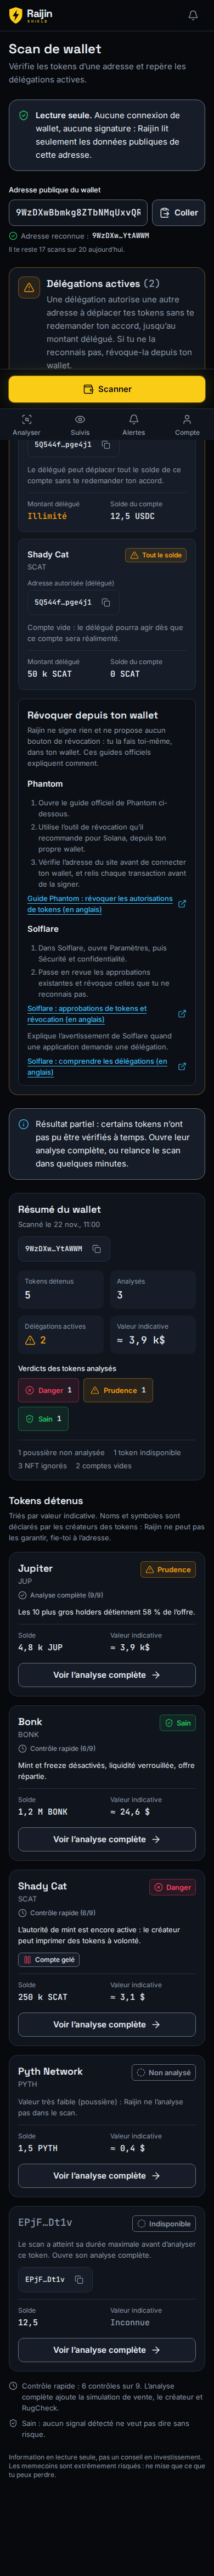 Raijin
SHIELD
Scan de wallet
Vérifie les tokens d'une adresse et repère les
délégations actives.
Lecture seule. Aucune connexion de
wallet, aucune signature : Raijin lit
seulement les données publiques de
cette adresse.
Adresse publique du wallet
9WzDXwBbmkg8ZTbNMqUxvQR
Coller
Adresse reconnue : 9WzDXw…YtAWWM
Il te reste 17 scans sur 20 aujourd'hui.
Délégations actives (2)
Une délégation autorise une autre
adresse à déplacer tes tokens sans te
redemander ton accord, jusqu'au
montant délégué. Si tu ne la
reconnais pas, révoque-la depuis ton
wallet.
Scanner
Analyser
Suivis
Alertes
Compte
5Q544f…pge4j1
Le délégué peut déplacer tout le solde de ce
compte sans te redemander ton accord.
Montant délégué
Solde du compte
Illimité
12,5 USDC
Shady Cat
Tout le solde
SCAT
Adresse autorisée (délégué)
5Q544f…pge4j1
Compte vide : le délégué pourra agir dès que
ce compte sera réalimenté.
Montant délégué
Solde du compte
50 k SCAT
0 SCAT
Révoquer depuis ton wallet
Raijin ne signe rien et ne propose aucun
bouton de révocation : tu la fais toi-même,
dans ton wallet. Ces guides officiels
expliquent comment.
Phantom
1. Ouvre le guide officiel de Phantom ci-
dessous.
2. Utilise l'outil de révocation qu'il
recommande pour Solana, depuis ton
propre wallet.
3. Vérifie l'adresse du site avant de connecter
ton wallet, et relis chaque transaction avant
de la signer.
Guide Phantom : révoquer les autorisations
de tokens (en anglais)
Solflare
1. Dans Solflare, ouvre Paramètres, puis
Sécurité et confidentialité.
2. Passe en revue les approbations
existantes et révoque celles que tu ne
reconnais pas.
Solflare : approbations de tokens et
révocation (en anglais)
Explique l'avertissement de Solflare quand
une application demande une délégation.
Solflare : comprendre les délégations (en
anglais)
Résultat partiel : certains tokens n'ont
pas pu être vérifiés à temps. Ouvre leur
analyse complète, ou relance le scan
dans quelques minutes.
Résumé du wallet
Scanné le 22 nov., 11:00
9WzDXw…YtAWWM
Tokens détenus
Analysés
5
3
Délégations actives
Valeur indicative
2
≈ 3,9 k$
Verdicts des tokens analysés
Danger 1
Prudence 1
Sain 1
1 poussière non analysée 1 token indisponible
3 NFT ignorés 2 comptes vides
Tokens détenus
Triés par valeur indicative. Noms et symboles sont
déclarés par les créateurs des tokens : Raijin ne peut pas
les garantir, fie-toi à l'adresse.
Jupiter
Prudence
JUP
Analyse complète (9/9)
Les 10 plus gros holders détiennent 58 % de l'offre.
Solde
Valeur indicative
4,8 k JUP
≈ 3,9 k$
Voir l'analyse complète
Bonk
Sain
BONK
Contrôle rapide (6/9)
Mint et freeze désactivés, liquidité verrouillée, offre
répartie.
Solde
Valeur indicative
1,2 M BONK
≈ 24,6 $
Voir l'analyse complète
Shady Cat
Danger
SCAT
Contrôle rapide (6/9)
L'autorité de mint est encore active : le créateur
peut imprimer des tokens à volonté.
Compte gelé
Solde
Valeur indicative
250 k SCAT
≈ 3,1 $
Voir l'analyse complète
Pyth Network
Non analysé
PYTH
Valeur très faible (poussière) : Raijin ne l'analyse
pas dans le scan.
Solde
Valeur indicative
1,5 PYTH
≈ 0,4 $
Voir l'analyse complète
EPjF…Dt1v
Indisponible
Le scan a atteint sa durée maximale avant d'analyser
ce token. Ouvre son analyse complète.
EPjF…Dt1v
Solde
Valeur indicative
12,5
Inconnue
Voir l'analyse complète
Contrôle rapide : 6 contrôles sur 9. L'analyse
complète ajoute la simulation de vente, le créateur et
RugCheck.
Sain : aucun signal détecté ne veut pas dire sans
risque.
Information en lecture seule, pas un conseil en investissement.
Les memecoins sont extrêmement risqués : ne mise que ce que
tu peux perdre.